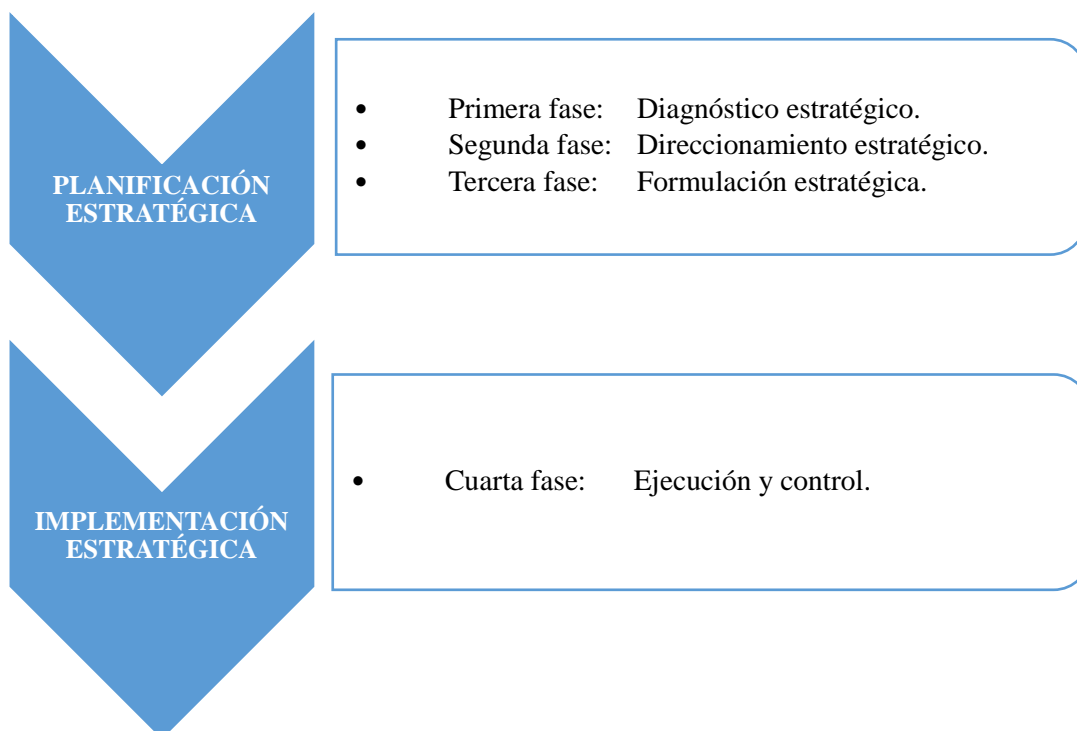 PLANIFICACIÓN
ESTRATÉGICA
• Primera fase: Diagnóstico estratégico.
• Segunda fase: Direccionamiento estratégico.
• Tercera fase: Formulación estratégica.
IMPLEMENTACIÓN
ESTRATÉGICA
• Cuarta fase: Ejecución y control.